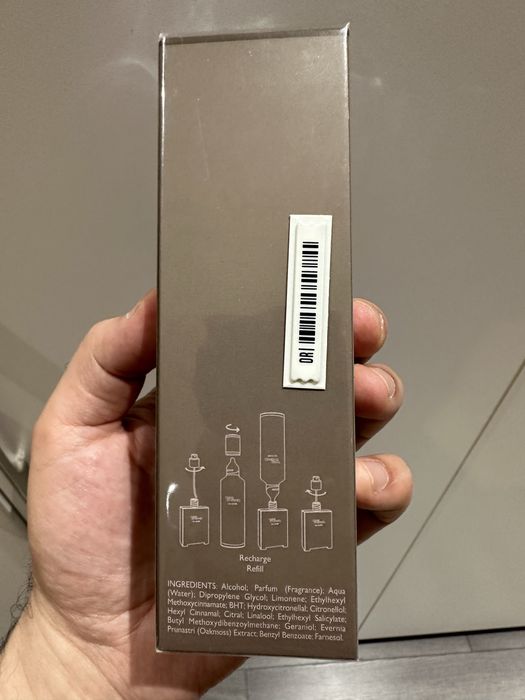 ORI
Recharge
Refill
INGREDIENTS: Alcohol; Parfum (Fragrance); Aqua
(Water); Dipropylene Glycol; Limonene; Ethylhexyl
Methoxycinnamate; BHT; Hydroxycitronellal; Citronellol;
Hexyl Cinnamal; Citral; Linalool; Ethylhexyl Salicylate;
Butyl Methoxydibenzoylmethane; Geraniol; Evernia
Prunastri (Oakmoss) Extract; Benzyl Benzoate; Farnesol.